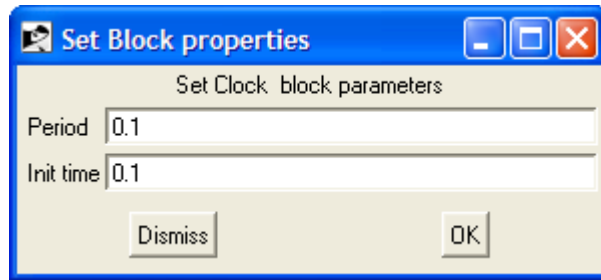 Set Block properties
Set Clock  block parameters
Period 0.1
Init time 0.1
Dismiss OK